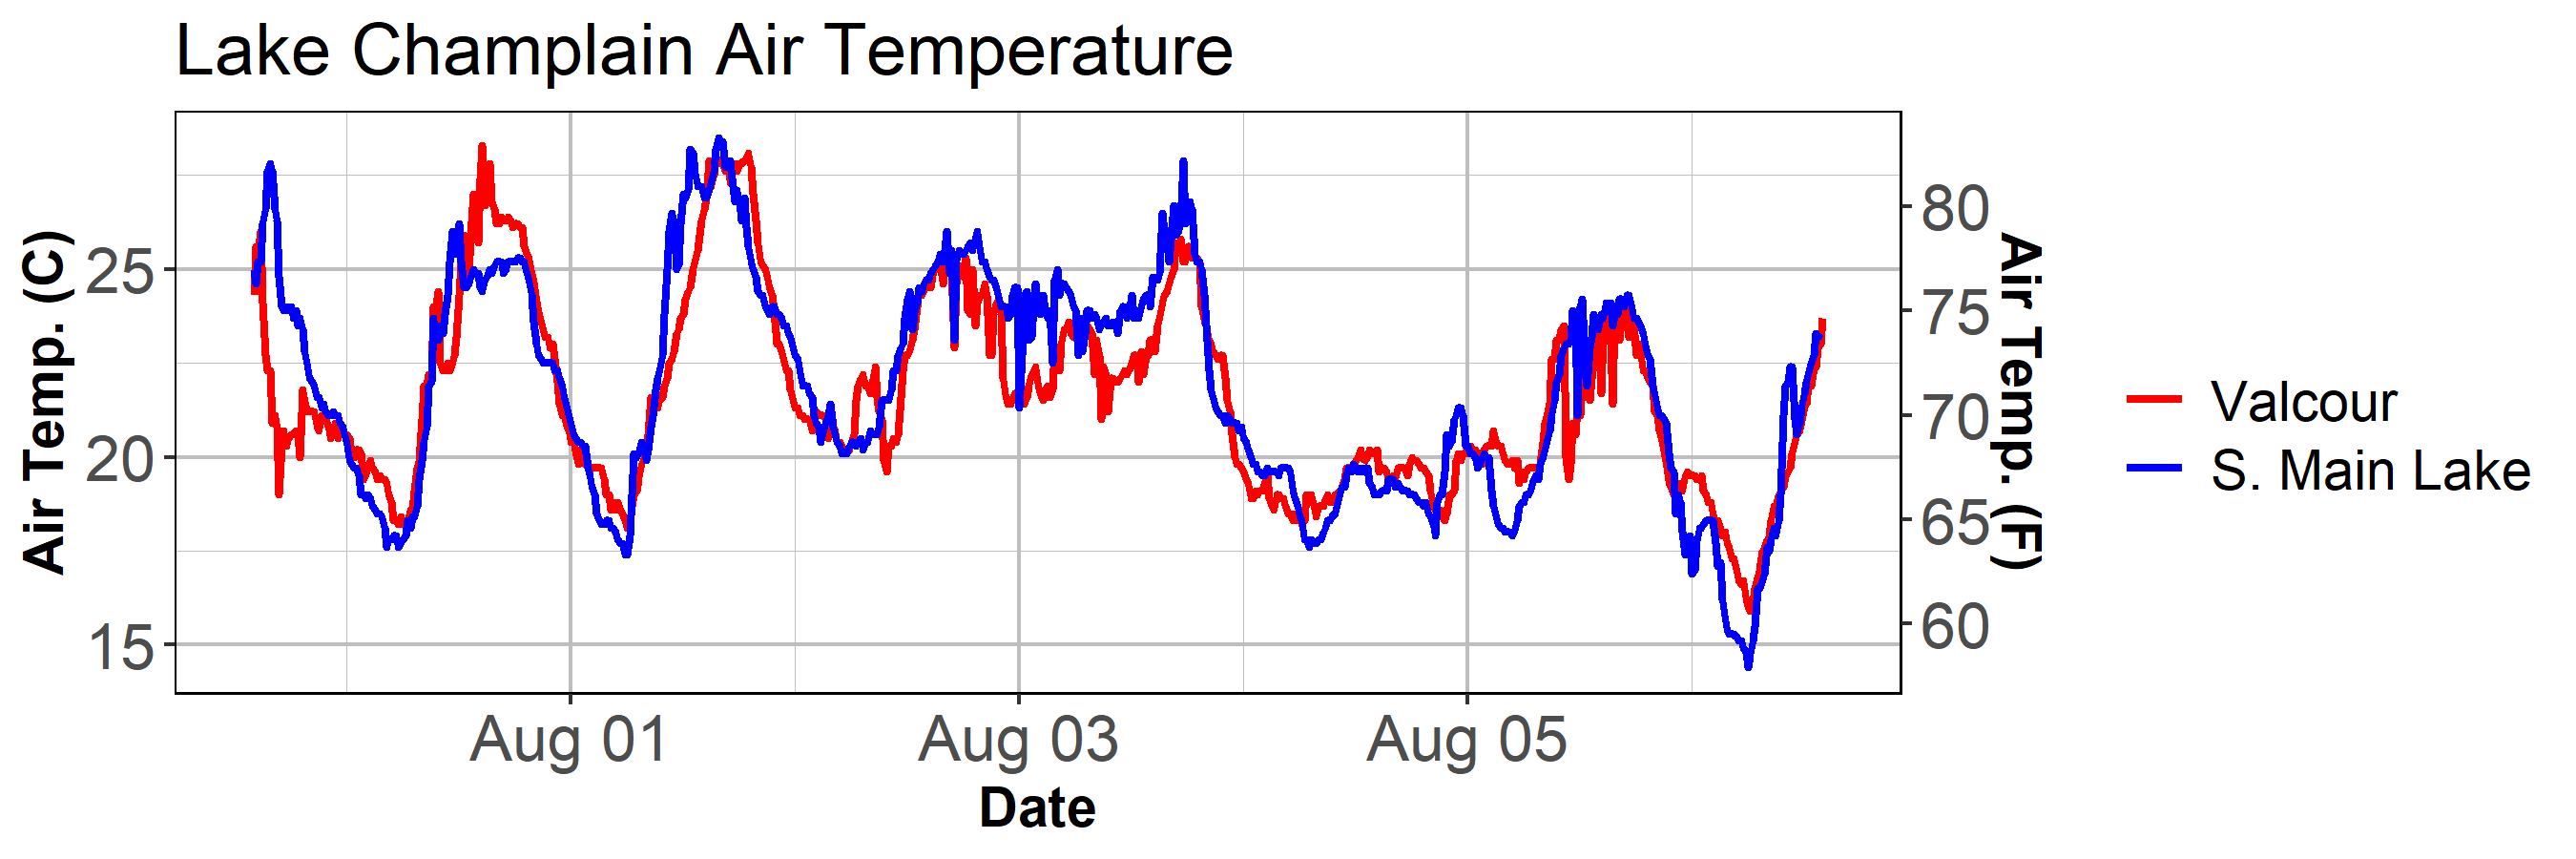 Lake Champlain Air Temperature
Air Temp. (C)
25
20
15
80
75
70
65
60
Air Temp. (F)
Aug 01 Aug 03 Aug 05
Date
Valcour
S. Main Lake